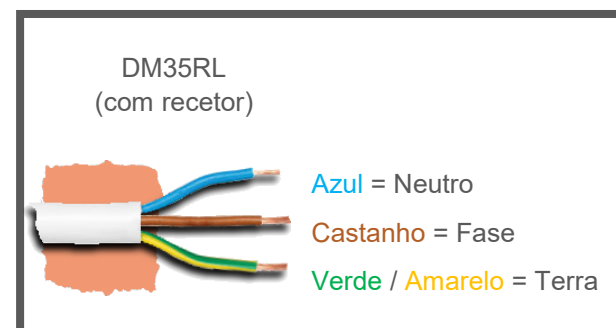 DM35RL
(com recetor)
Azul = Neutro
Castanho = Fase
Verde / Amarelo = Terra